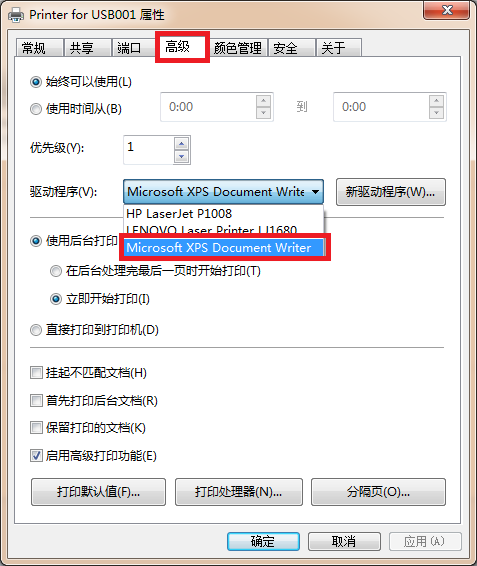 Printer for USB001 属性
常规 共享 端口 高级 颜色管理 安全 关于
始终可以使用(L)
使用时间从(B) 0:00 到 0:00
优先级(Y): 1
驱动程序(V): Microsoft XPS Document Write 新驱动程序(W)...
HP LaserJet P1008
LENOVO Laser Printer LJ1680
使用后台打印
Microsoft XPS Document Writer
在后台处理完最后一页时开始打印(T)
立即开始打印(I)
直接打印到打印机(D)
挂起不匹配文档(H)
首先打印后台文档(R)
保留打印的文档(K)
启用高级打印功能(E)
打印默认值(F)... 打印处理器(N)... 分隔页(O)...
确定 取消 应用(A)